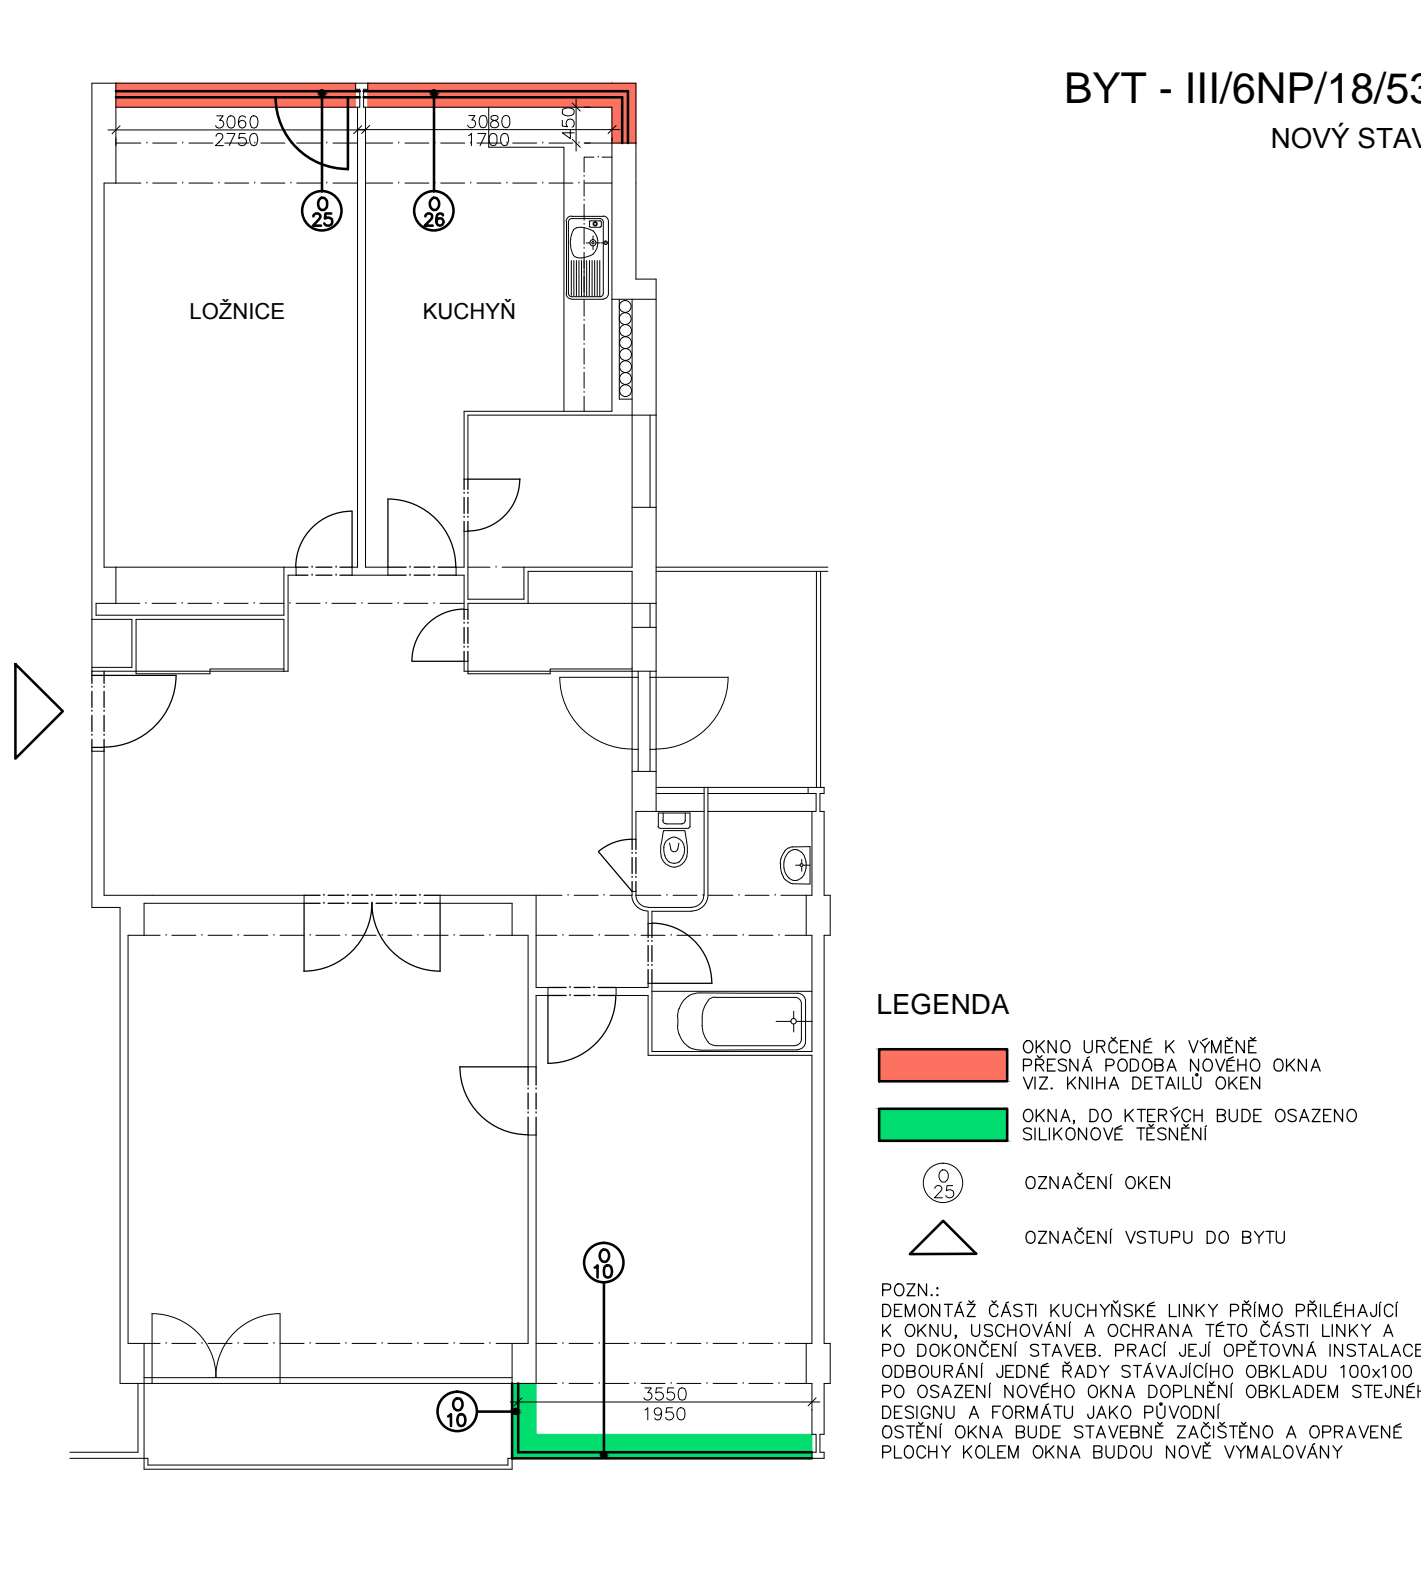 BYT - III/6NP/18/53
NOVÝ STAV
3060
2750
3080
1700
450
O
25
O
26
LOŽNICE
KUCHYŇ
LEGENDA
OKNO URČENÉ K VÝMĚNĚ
PŘESNÁ PODOBA NOVÉHO OKNA
VIZ. KNIHA DETAILŮ OKEN
OKNA, DO KTERÝCH BUDE OSAZENO
SILIKONOVÉ TĚSNĚNÍ
O
25
OZNAČENÍ OKEN
OZNAČENÍ VSTUPU DO BYTU
O
10
O
10
3550
1950
POZN.:
DEMONTÁŽ ČÁSTI KUCHYŇSKÉ LINKY PŘÍMO PŘILÉHAJÍCÍ
K OKNU, USCHOVÁNÍ A OCHRANA TÉTO ČÁSTI LINKY A
PO DOKONČENÍ STAVEB. PRACÍ JEJÍ OPĚTOVNÁ INSTALACE
ODBOURÁNÍ JEDNÉ ŘADY STÁVAJÍCÍHO OBKLADU 100x100
PO OSAZENÍ NOVÉHO OKNA DOPLNĚNÍ OBKLADEM
DESIGNU A FORMÁTU JAKO PŮVODNÍ
OSTĚNÍ OKNA BUDE STAVEBNĚ ZAČIŠTĚNO A OPRAVENÉ
PLOCHY KOLEM OKNA BUDOU NOVĚ VYMALOVÁNY